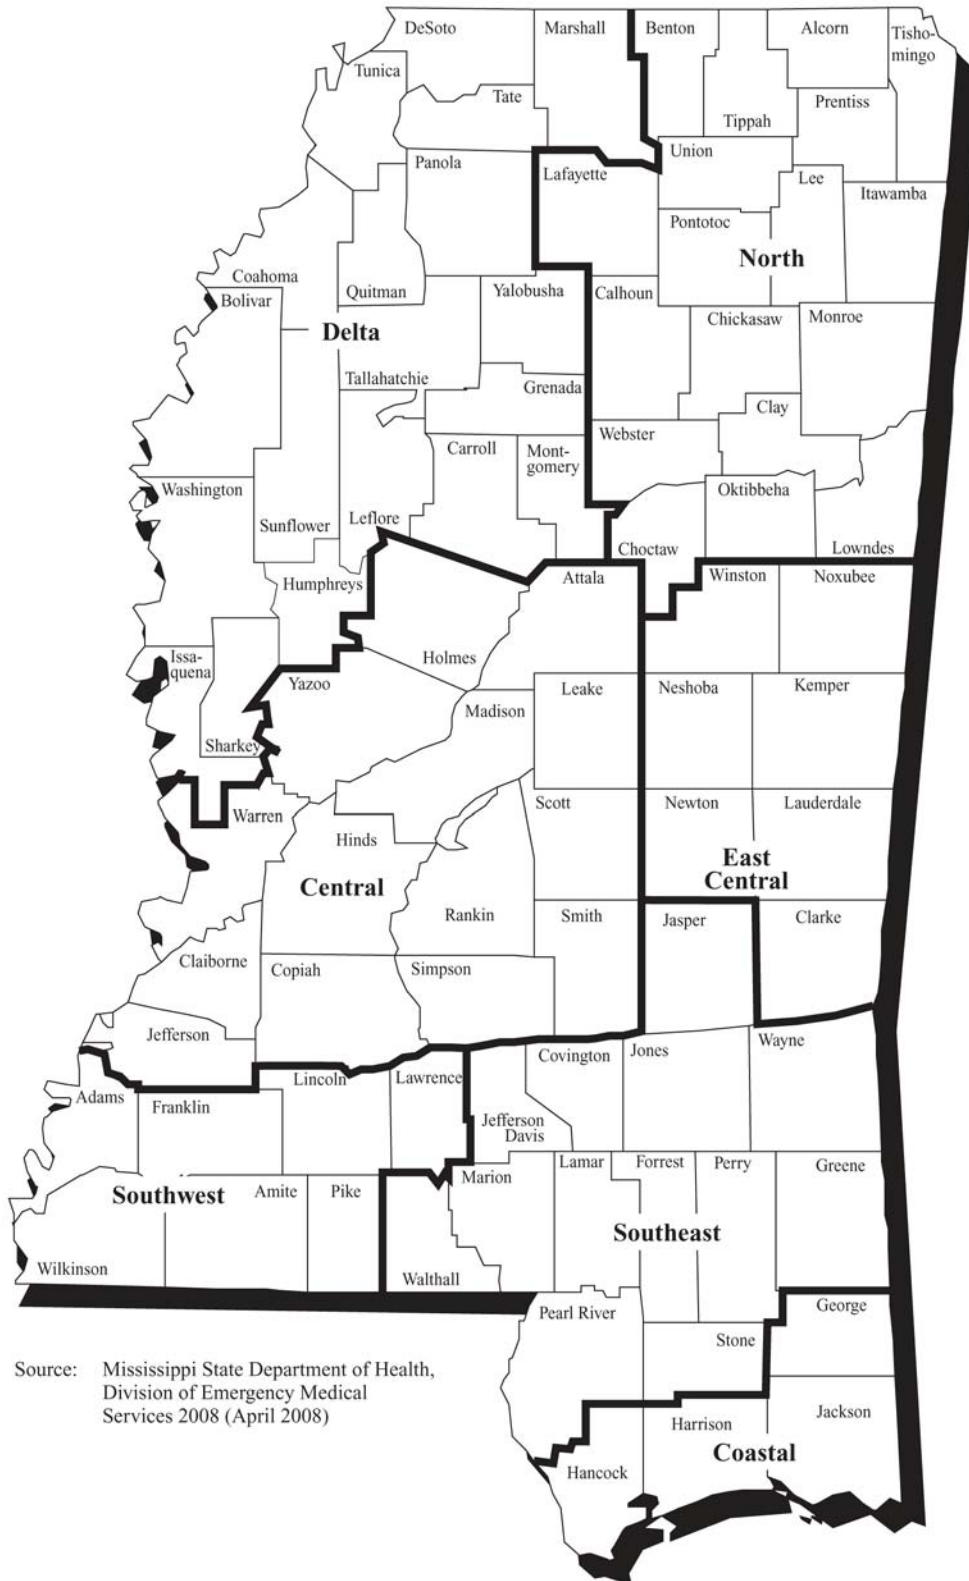 DeSoto
Marshall
Benton
Alcorn
Tisho-
mingo
Tunica
Tate
Prentiss
Tippah
Panola
Union
Lafayette
Lee
Itawamba
Pontotoc
North
Coahoma
Quitman
Yalobusha
Calhoun
Bolivar
Chickasaw
Monroe
Delta
Tallahatchie
Grenada
Clay
Webster
Carroll
Mont-
gomery
Washington
Oktibbeha
Sunflower
Leflore
Choctaw
Lowndes
Humphreys
Attala
Winston
Noxubee
Issa-
quena
Holmes
Yazoo
Leake
Neshoba
Kemper
Madison
Sharkey
Scott
Newton
Lauderdale
Warren
Hinds
East
Central
Central
Rankin
Smith
Jasper
Clarke
Claiborne
Copiah
Simpson
Jefferson
Covington
Jones
Wayne
Lincoln
Lawrence
Adams
Franklin
Jefferson
Davis
Marion
Lamar
Forrest
Perry
Greene
Southwest
Amite
Pike
Southeast
Wilkinson
Walthall
Pearl River
George
Stone
Source: Mississippi State Department of Health,
Division of Emergency Medical
Services 2008 (April 2008)
Harrison
Jackson
Coastal
Hancock